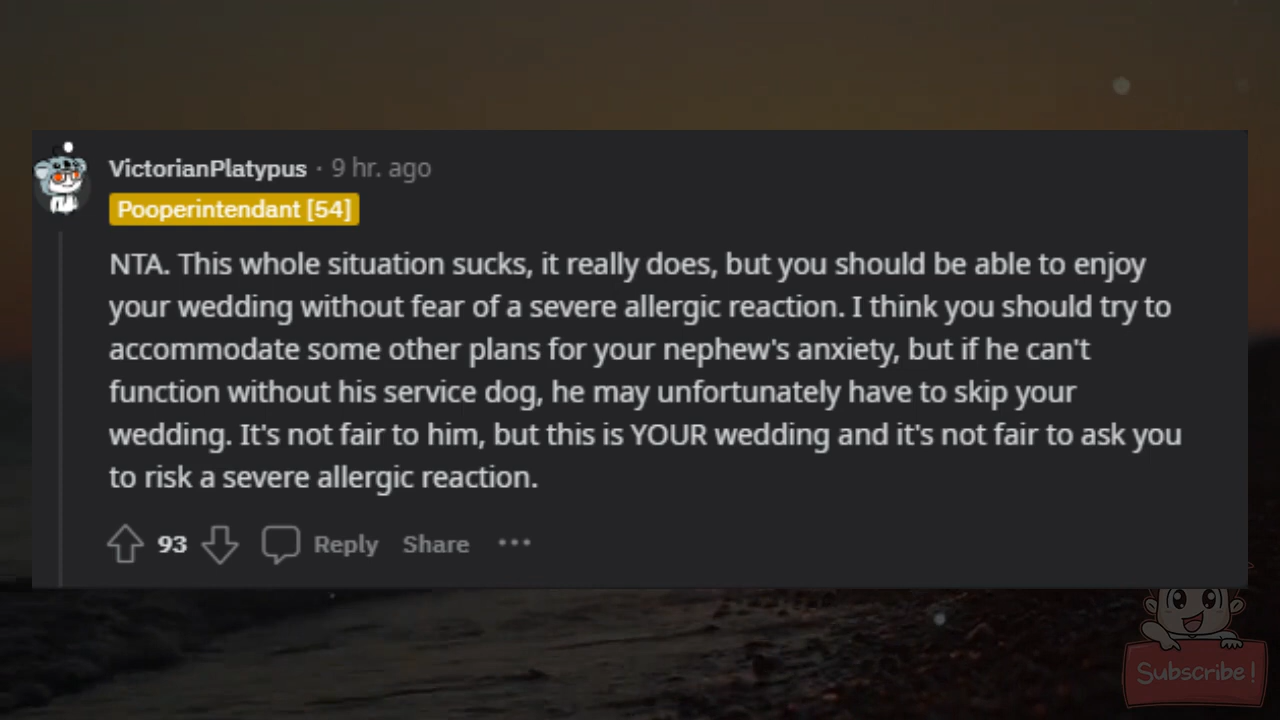 VictorianPlatypus · 9 hr. ago
Pooperintendant [54]
NTA. This whole situation sucks, it really does, but you should be able to enjoy
your wedding without fear of a severe allergic reaction. I think you should try to
accommodate some other plans for your nephew's anxiety, but if he can't
function without his service dog, he may unfortunately have to skip your
wedding. It's not fair to him, but this is YOUR wedding and it's not fair to ask you
to risk a severe allergic reaction.
93 Reply Share ···
Subscribe!